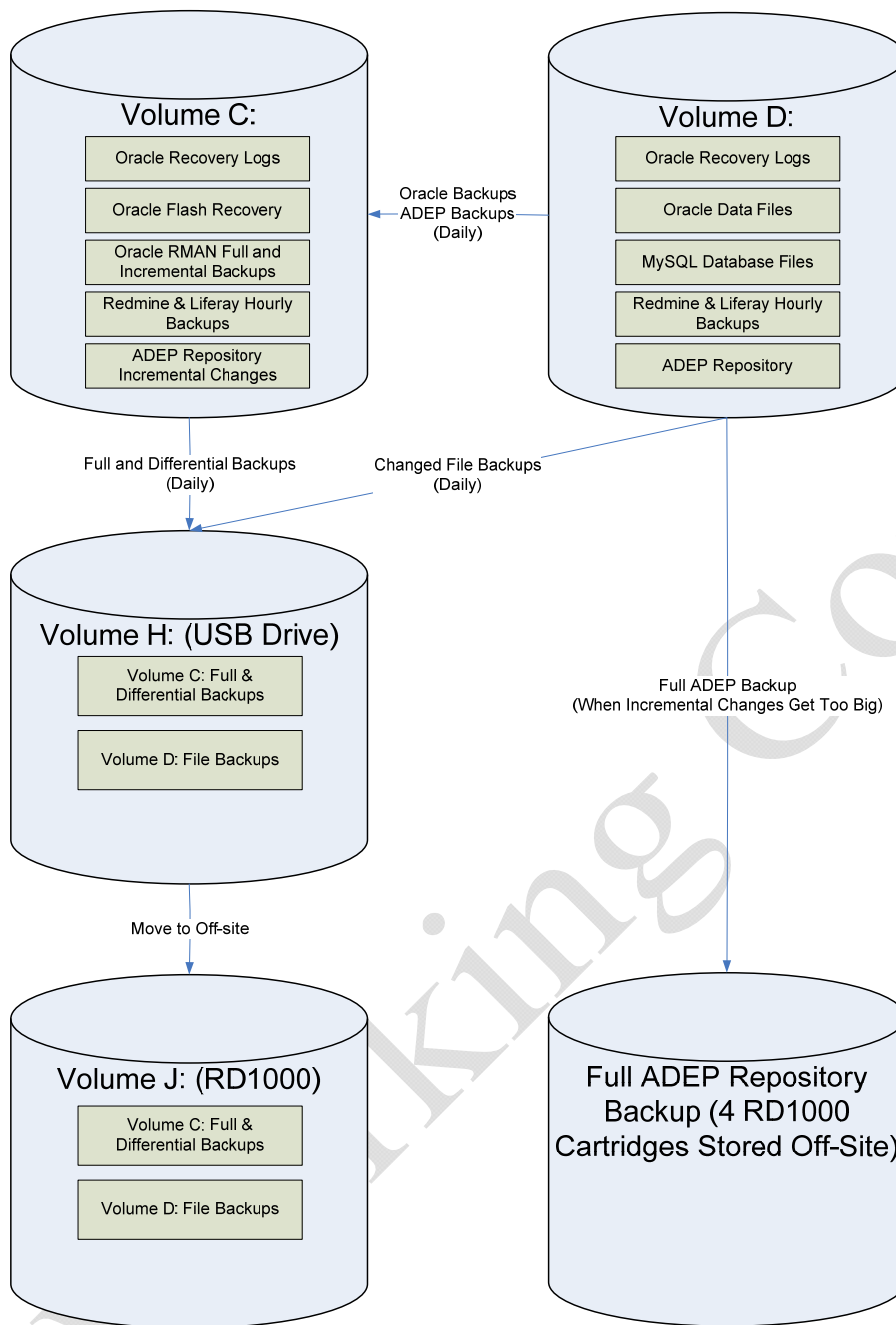 Volume C:
Oracle Recovery Logs
Oracle Flash Recovery
Oracle RMAN Full and
Incremental Backups
Redmine & Liferay Hourly
Backups
ADEP Repository
Incremental Changes
Oracle Backups
ADEP Backups
(Daily)
Volume D:
Oracle Recovery Logs
Oracle Data Files
MySQL Database Files
Redmine & Liferay Hourly
Backups
ADEP Repository
Full and Differential Backups
(Daily)
Changed File Backups
(Daily)
Volume H: (USB Drive)
Volume C: Full &
Differential Backups
Volume D: File Backups
Full ADEP Backup
(When Incremental Changes Get Too Big)
Move to Off-site
Volume J: (RD1000)
Volume C: Full &
Differential Backups
Volume D: File Backups
Full ADEP Repository
Backup (4 RD1000
Cartridges Stored Off-Site)